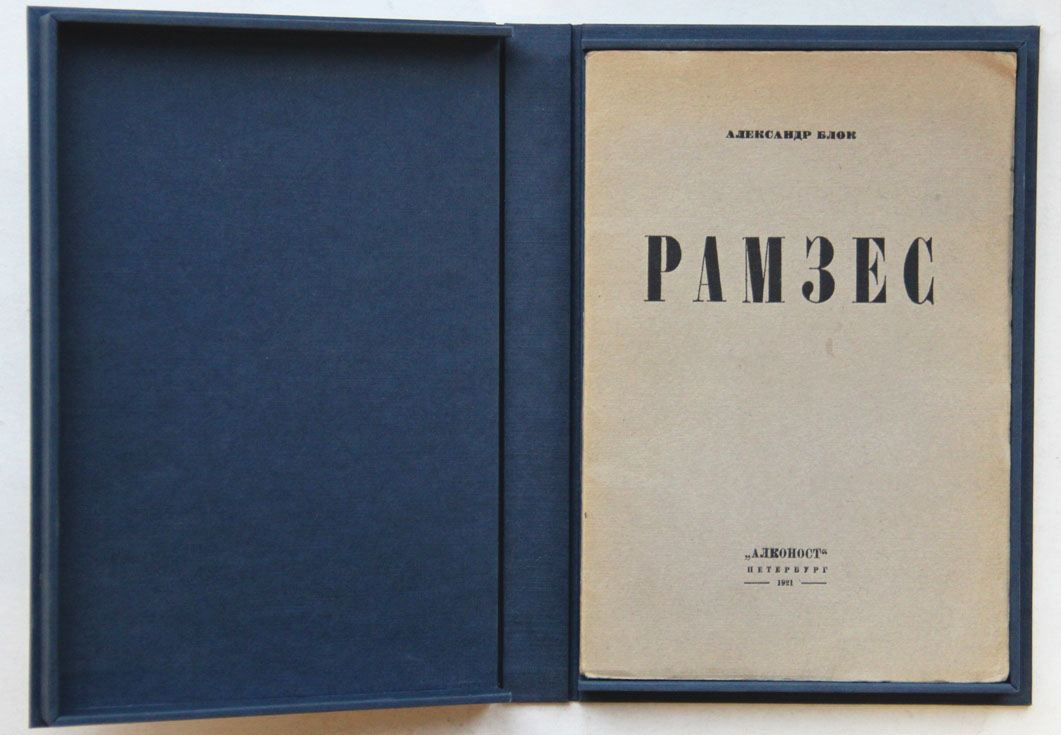 АЛЕКСАНДР БЛОК
РАМЗЕС
„АЛКОНОСТ“
ПЕТЕРБУРГ
1921